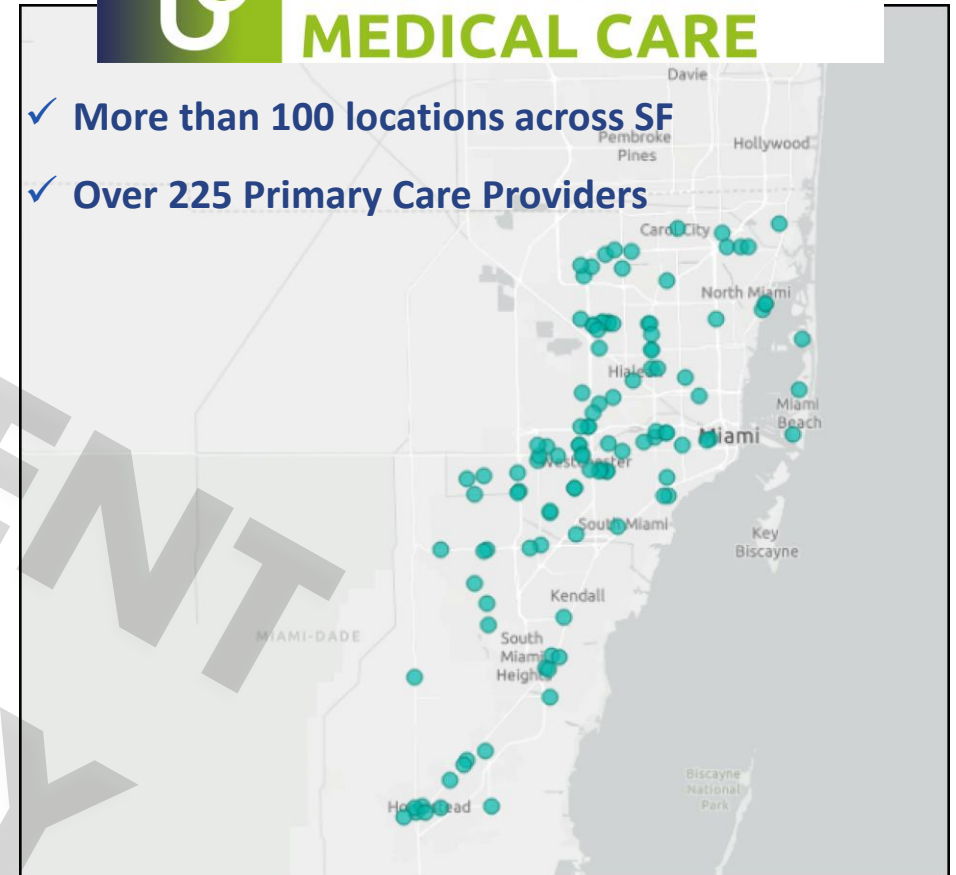 MEDICAL CARE
Davie
✓ More than 100 locations across SF
Pembroke
Pines
Hollywood
✓ Over 225 Primary Care Providers
Carol City
North Miami
Hialeah
Miami
Beach
Miami
Westchester
South Miami
Key
Biscayne
Kendall
MIAMI-DADE
South
Miami
Heights
Biscayne
National
Park
Homestead